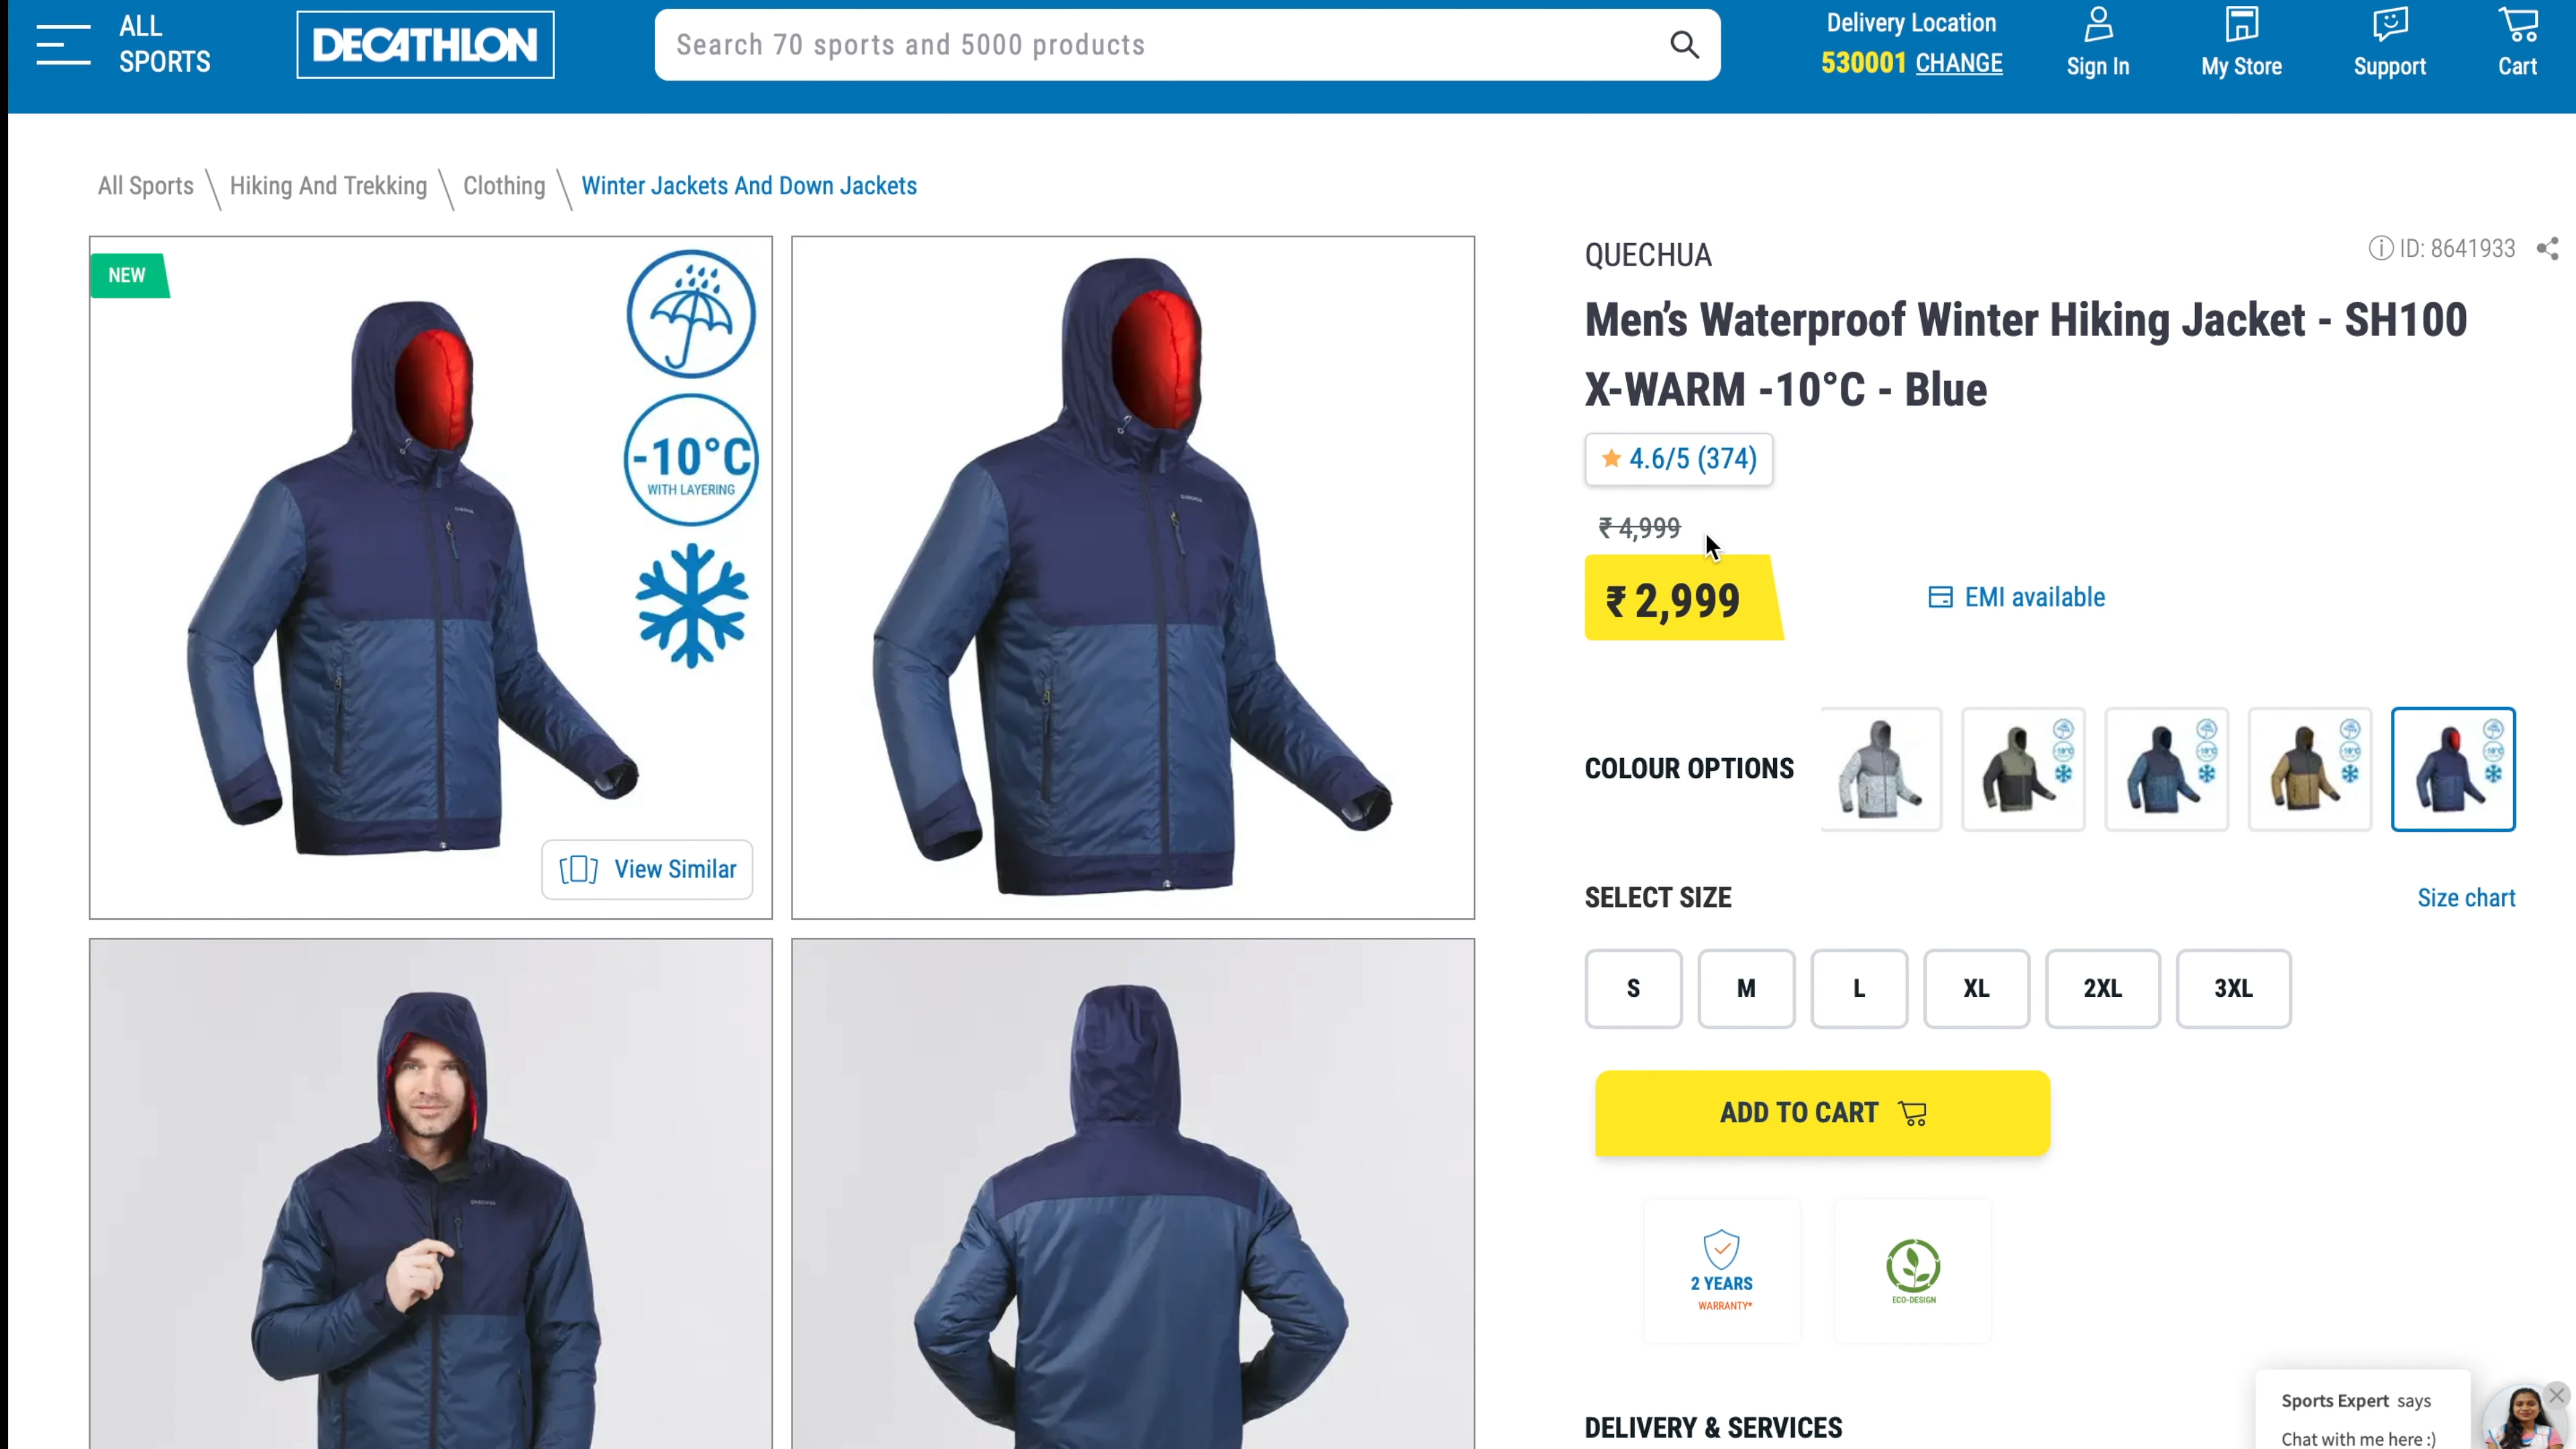 ALL
SPORTS
DECATHLON
Search 70 sports and 5000 products
Delivery Location
530001 CHANGE
Sign In
My Store
Support
Cart
All Sports \ Hiking And Trekking \ Clothing \ Winter Jackets And Down Jackets
NEW
-10°C
WITH LAYERING
View Similar
QUECHUA
ID: 8641933
Men's Waterproof Winter Hiking Jacket - SH100
X-WARM -10°C - Blue
4.6/5 (374)
₹ 4,999
₹ 2,999
EMI available
COLOUR OPTIONS
SELECT SIZE
Size chart
S
M
L
XL
2XL
3XL
ADD TO CART
2 YEARS
WARRANTY*
ECO-DESIGN
DELIVERY & SERVICES
Sports Expert says
Chat with me here :)